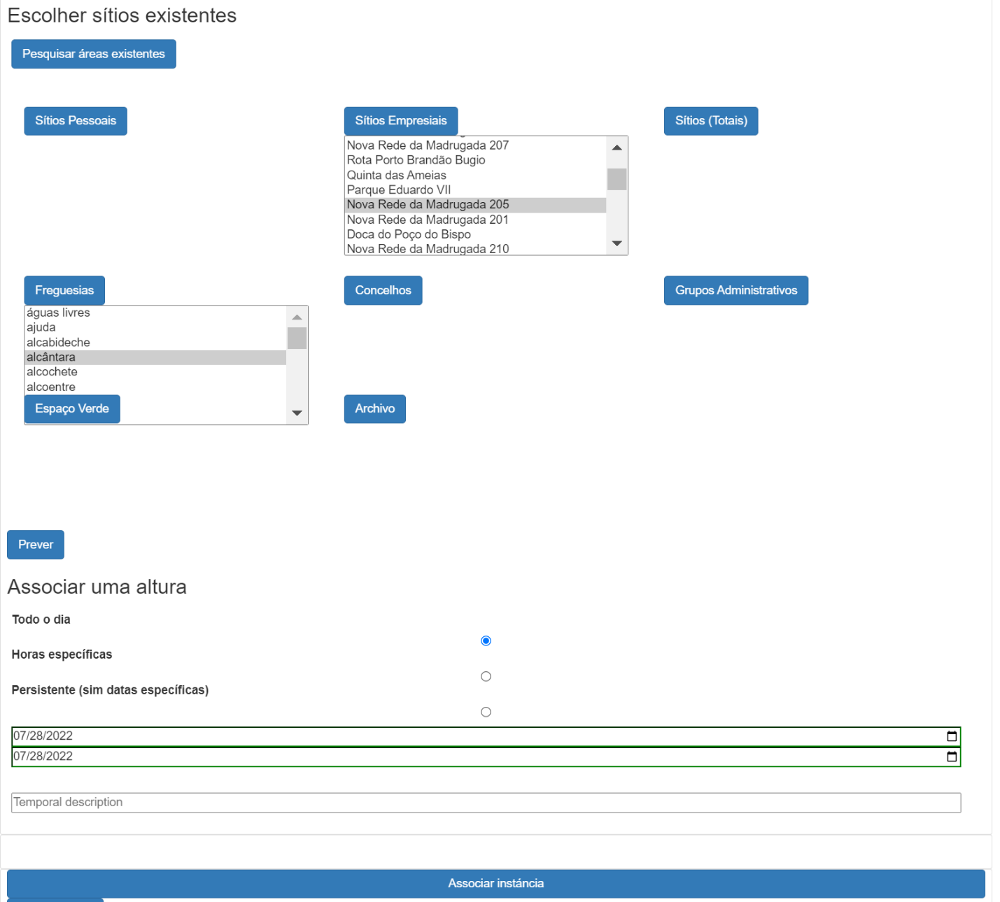 Escolher sítios existentes
Pesquisar áreas existentes
Sítios Pessoais
Sítios Empresiais
Sítios (Totais)
Nova Rede da Madrugada 207
Rota Porto Brandão Bugio
Quinta das Ameias
Parque Eduardo VII
Nova Rede da Madrugada 205
Nova Rede da Madrugada 201
Doca do Poço do Bispo
Nova Rede da Madrugada 210
Freguesias
Concelhos
Grupos Administrativos
águas livres
ajuda
alcabideche
alcântara
alcochete
alcoentre
Espaço Verde
Archivo
Prever
Associar uma altura
Todo o dia
Horas específicas
Persistente (sim datas específicas)
07/28/2022
07/28/2022
Temporal description
Associar instáncia